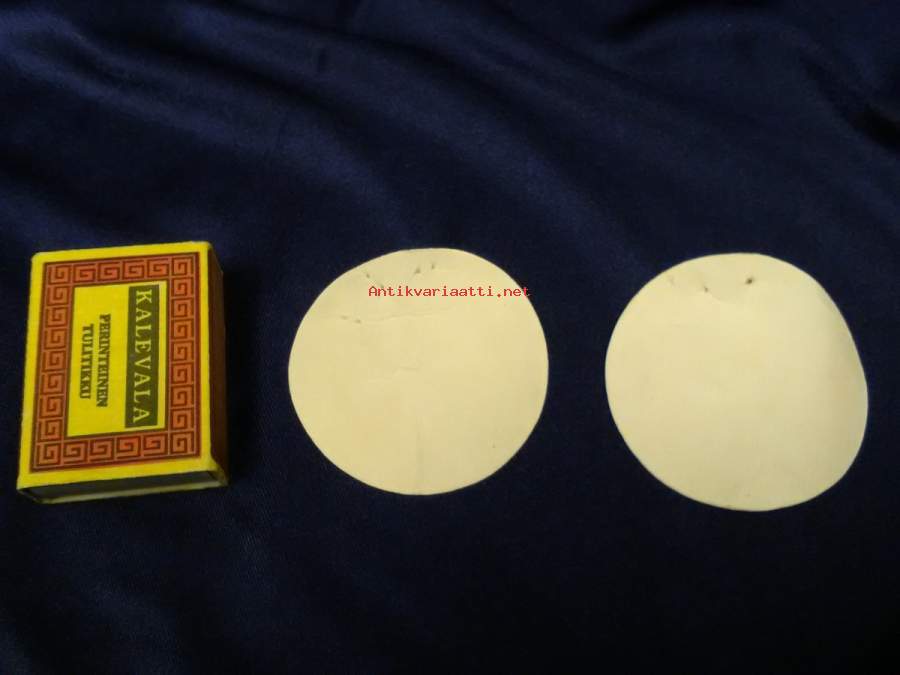 KALEVALA
PERINTEINEN
TULITIKKU
Antikvariaatti.net